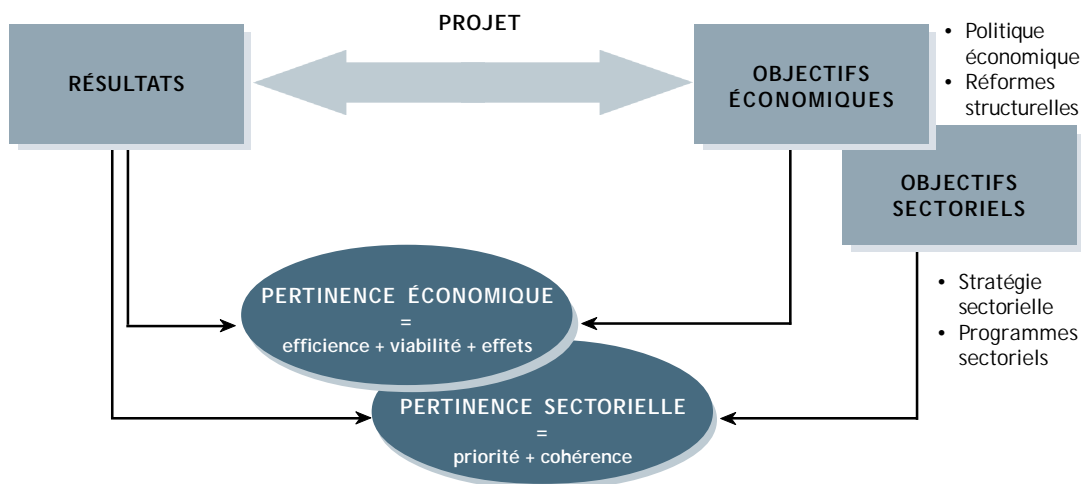 PROJET
RÉSULTATS
OBJECTIFS
ÉCONOMIQUES
• Politique
économique
• Réformes
structurelles
OBJECTIFS
SECTORIELS
• Stratégie
sectorielle
• Programmes
sectoriels
PERTINENCE ÉCONOMIQUE
=
efficience + viabilité + effets
PERTINENCE SECTORIELLE
=
priorité + cohérence